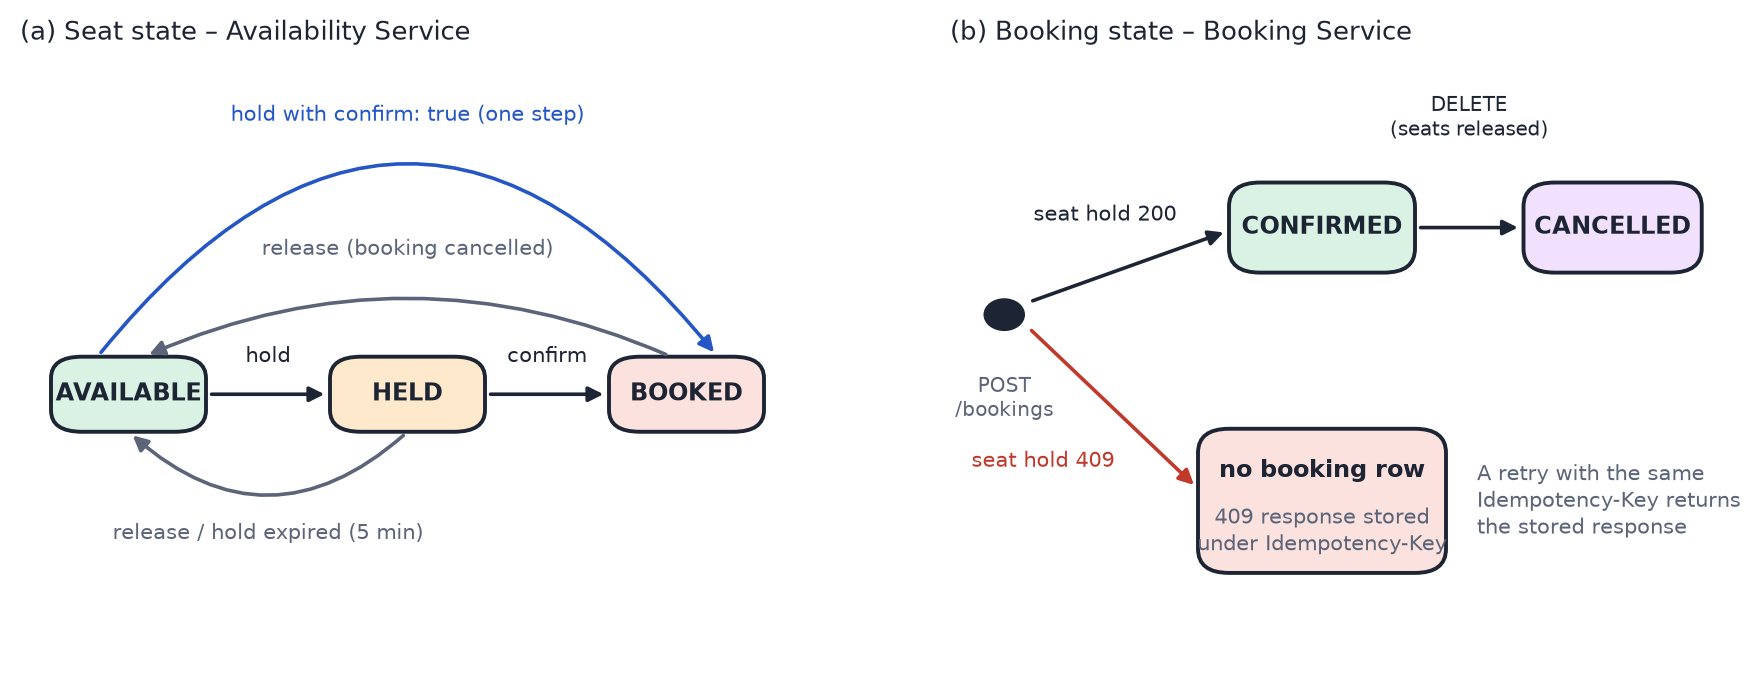 (a) Seat state – Availability Service
hold with confirm: true (one step)
release (booking cancelled)
hold
confirm
AVAILABLE
HELD
BOOKED
release / hold expired (5 min)
(b) Booking state – Booking Service
DELETE
(seats released)
seat hold 200
CONFIRMED
CANCELLED
POST
/bookings
seat hold 409
no booking row
409 response stored
under Idempotency-Key
A retry with the same
Idempotency-Key returns
the stored response